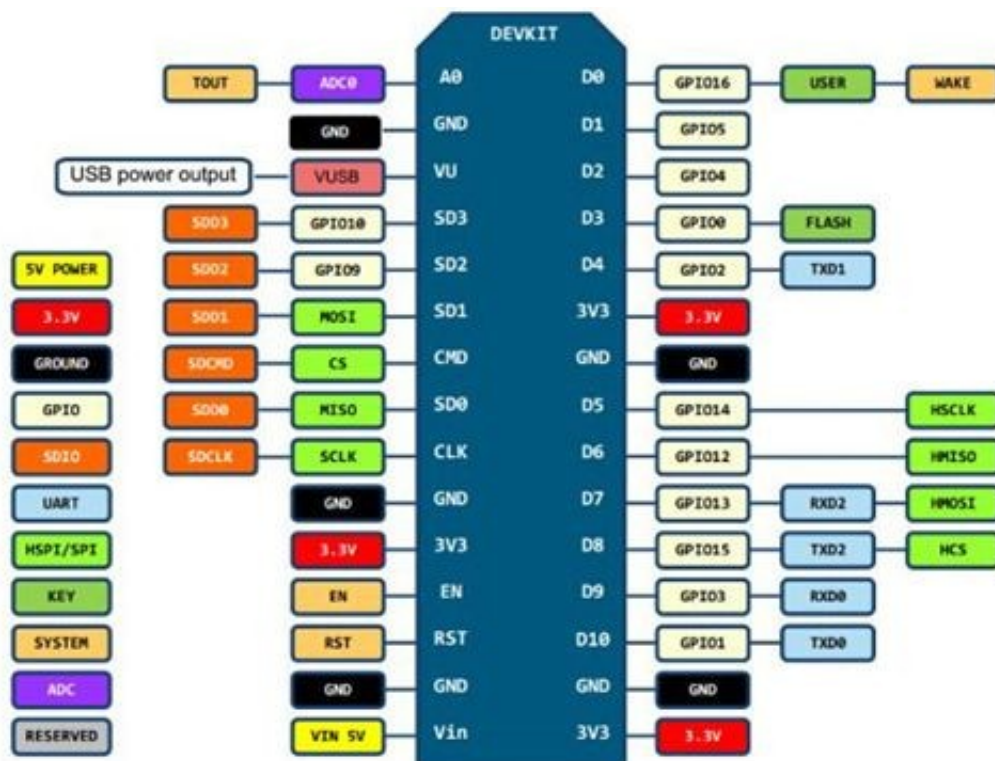 DEVKIT
TOUT ADC0 A0 D0 GPIO16 USER WAKE
GND GND D1 GPIO5
USB power output VUSB VU D2 GPIO4
SDD3 GPIO10 SD3 D3 GPIO0 FLASH
5V POWER SDD2 GPIO9 SD2 D4 GPIO2 TXD1
3.3V SDD1 MOSI SD1 3V3 3.3V
GROUND SDCMD CS CMD GND GND
GPIO SDD0 MISO SD0 D5 GPIO14 HSCLK
SDIO SDCLK SCLK CLK D6 GPIO12 HMISO
UART GND GND D7 GPIO13 RXD2 HMOSI
HSPI/SPI 3.3V 3V3 D8 GPIO15 TXD2 HCS
KEY EN EN D9 GPIO3 RXD0
SYSTEM RST RST D10 GPIO1 TXD0
ADC GND GND GND GND
RESERVED VIN 5V Vin 3V3 3.3V